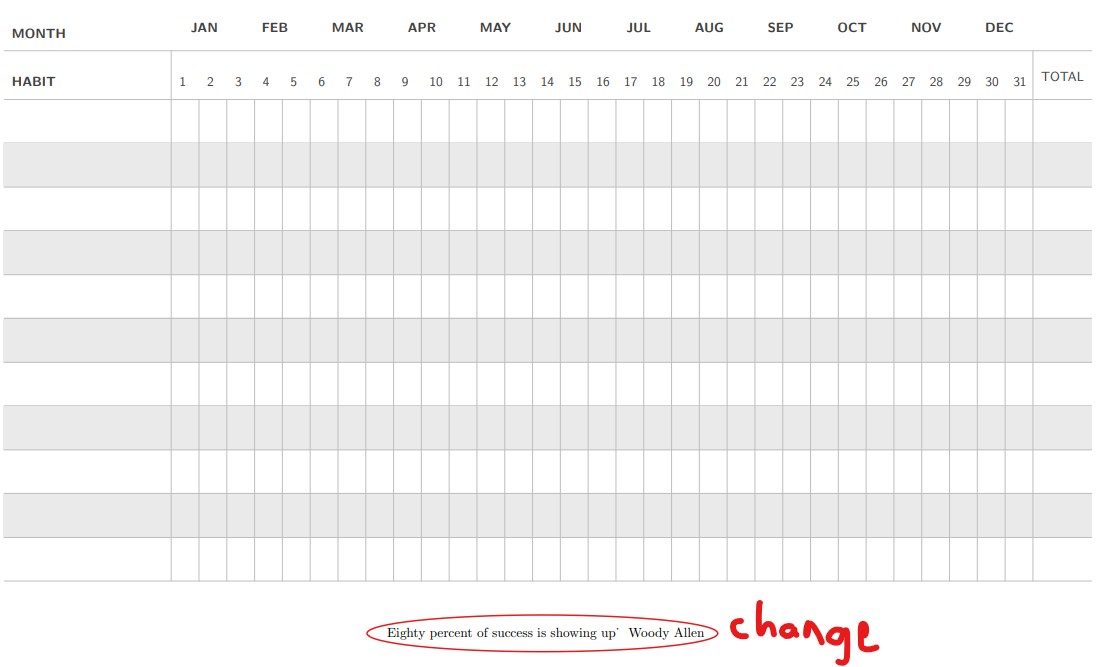 MONTH JAN FEB MAR APR MAY JUN JUL AUG SEP OCT NOV DEC
HABIT 1 2 3 4 5 6 7 8 9 10 11 12 13 14 15 16 17 18 19 20 21 22 23 24 25 26 27 28 29 30 31 TOTAL
Eighty percent of success is showing up˙ Woody Allen change